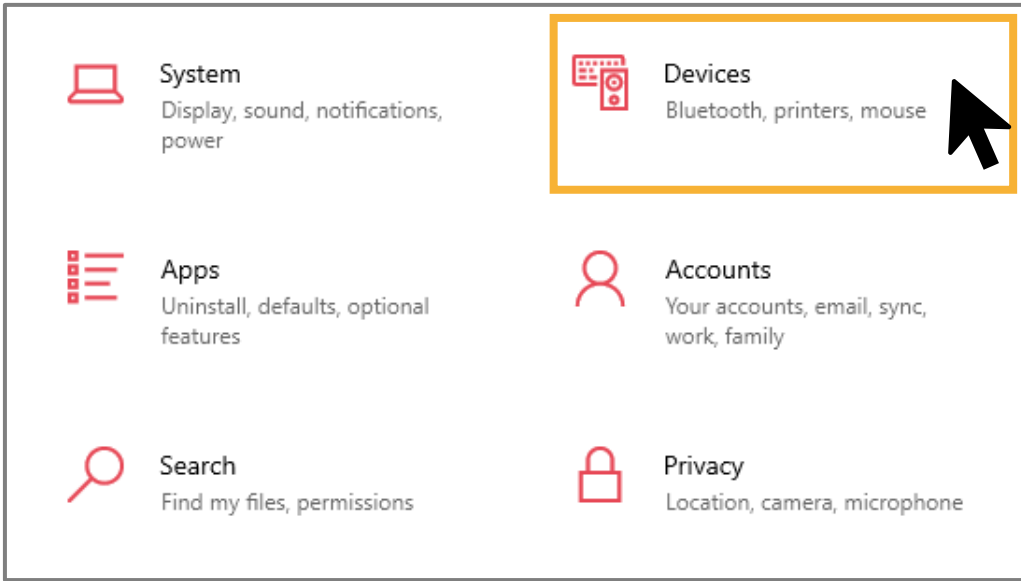 System
Display, sound, notifications,
power
Devices
Bluetooth, printers, mouse
Apps
Uninstall, defaults, optional
features
Accounts
Your accounts, email, sync,
work, family
Search
Find my files, permissions
Privacy
Location, camera, microphone